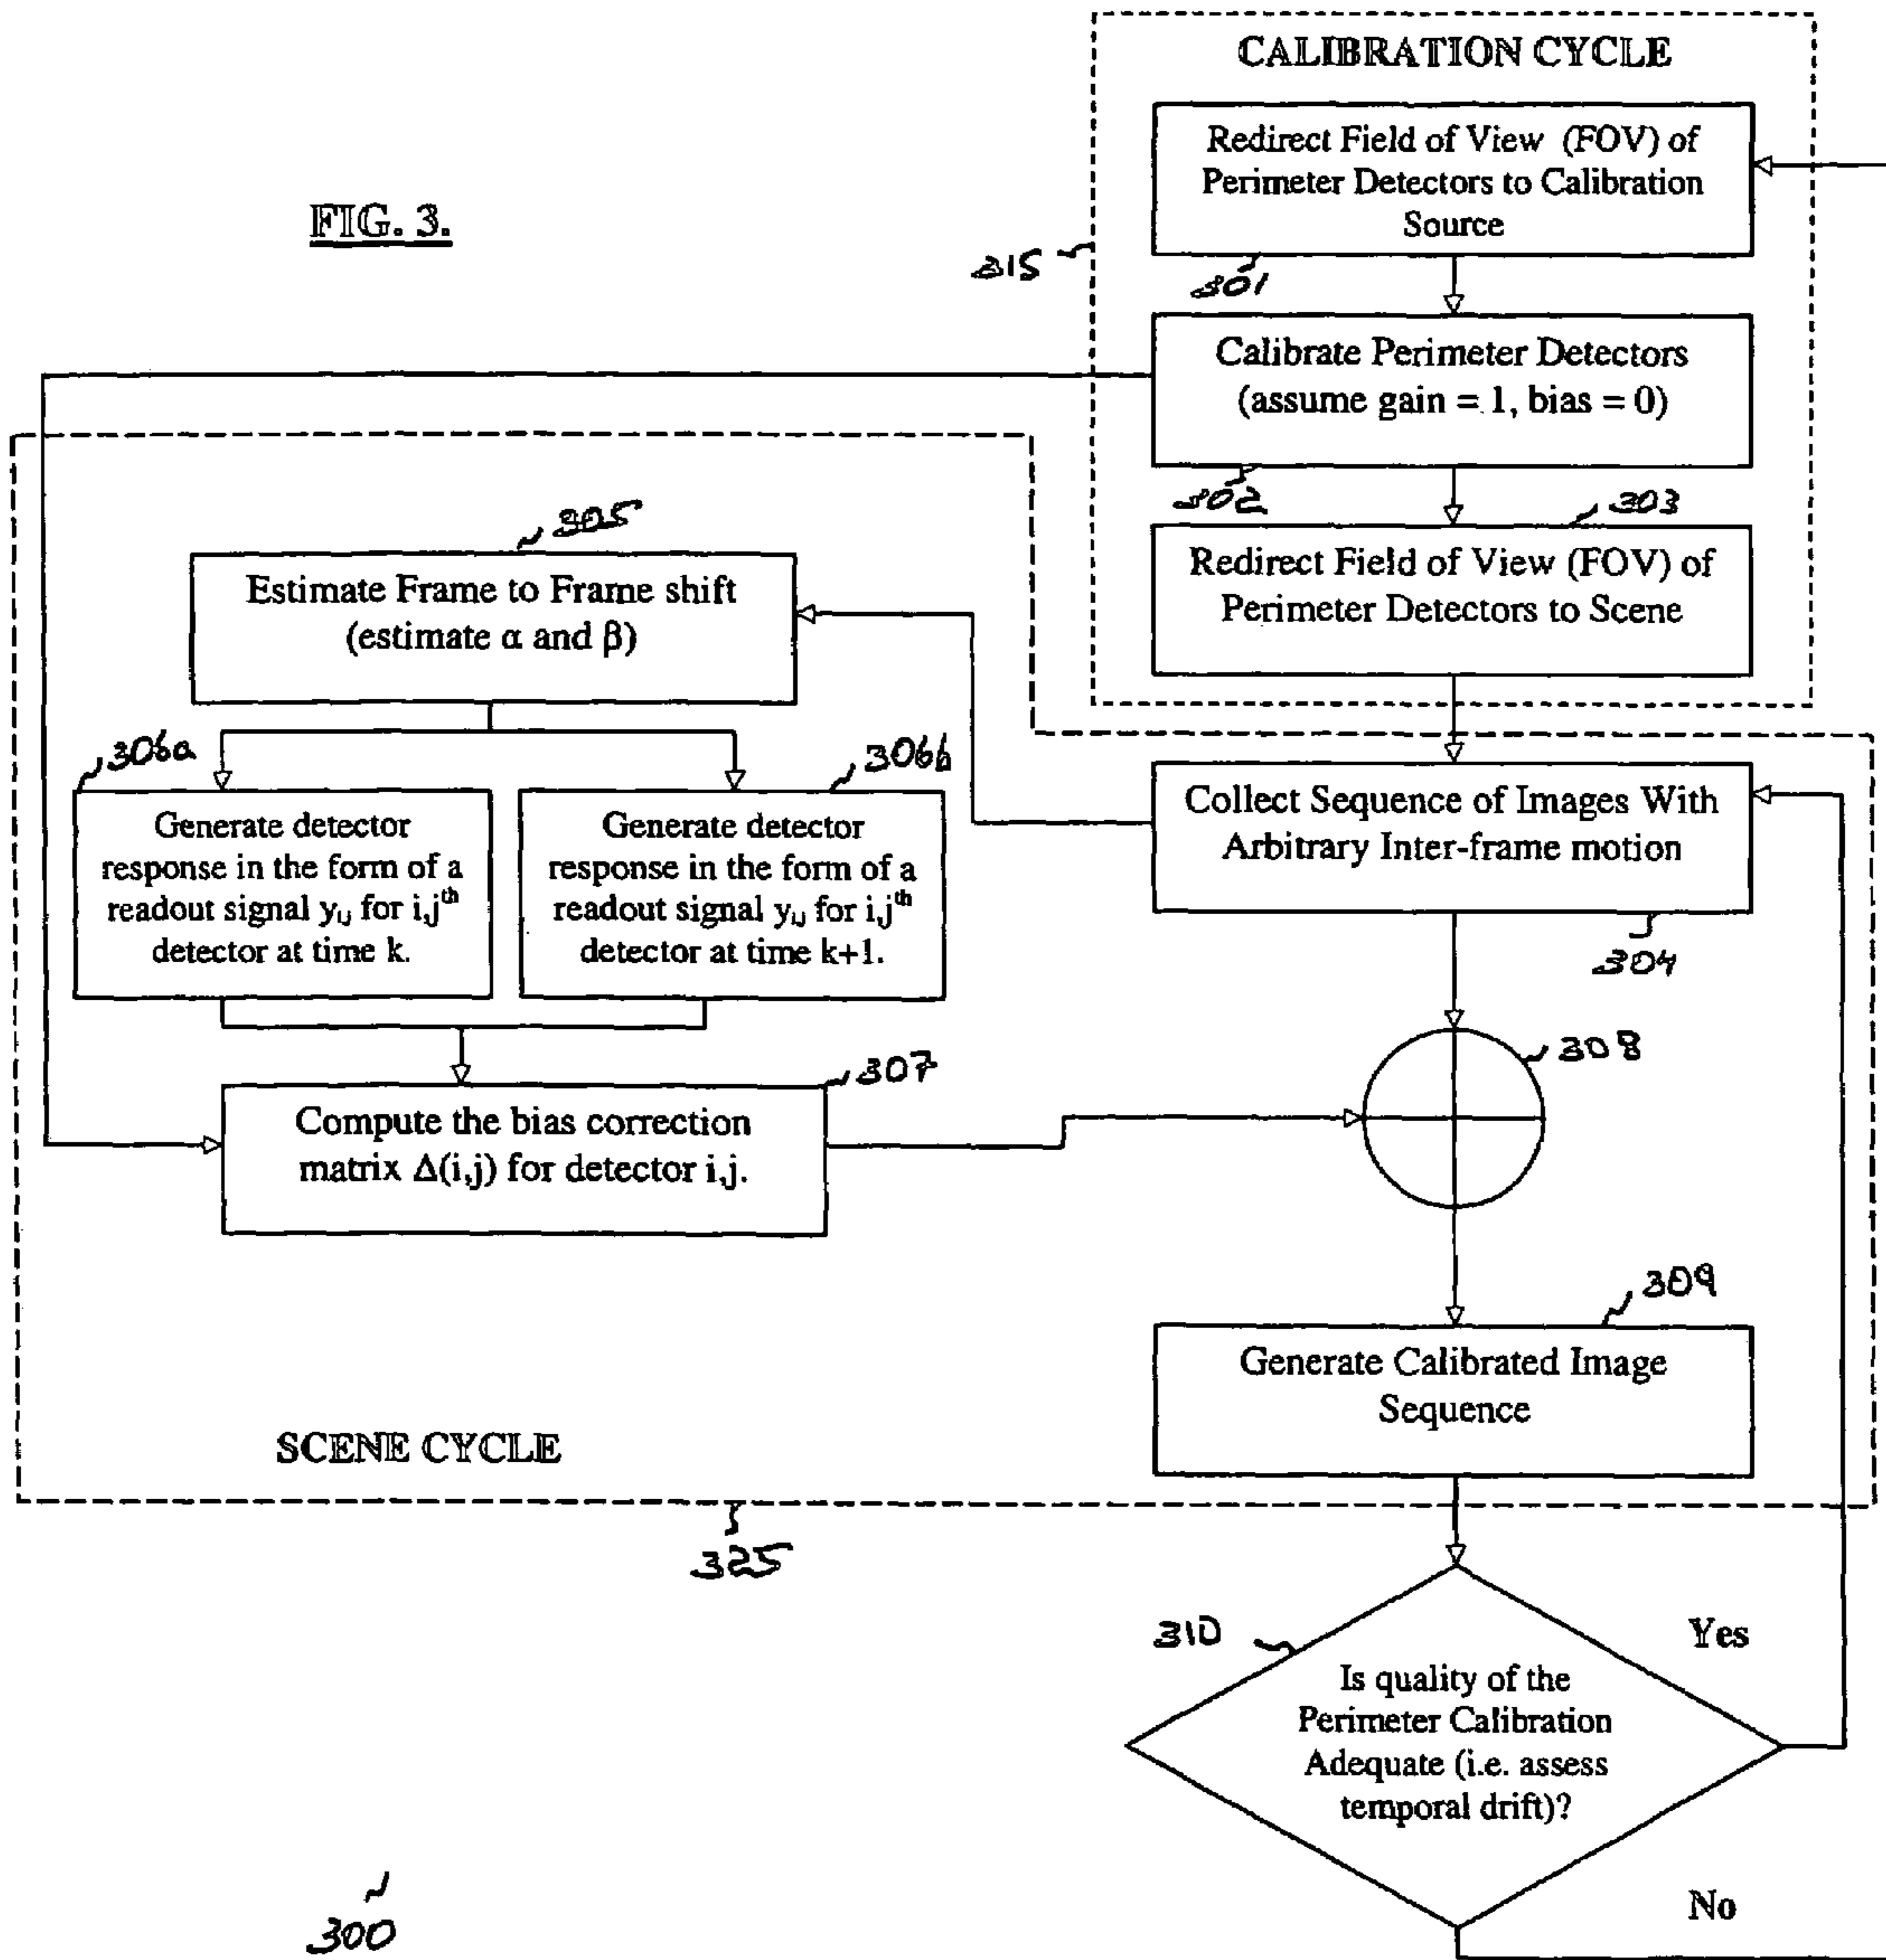 FIG. 3.
CALIBRATION CYCLE
Redirect Field of View (FOV) of
Perimeter Detectors to Calibration
Source
315
301
Calibrate Perimeter Detectors
(assume gain = 1, bias = 0)
302
303
Redirect Field of View (FOV) of
Perimeter Detectors to Scene
305
Estimate Frame to Frame shift
(estimate α and β)
306a
306b
Generate detector
response in the form of a
readout signal yᵢⱼ for i,jᵗʰ
detector at time k.
Generate detector
response in the form of a
readout signal yᵢⱼ for i,jᵗʰ
detector at time k+1.
Collect Sequence of Images With
Arbitrary Inter-frame motion
304
307
Compute the bias correction
matrix Δ(i,j) for detector i,j.
308
309
Generate Calibrated Image
Sequence
SCENE CYCLE
325
310
Yes
Is quality of the
Perimeter Calibration
Adequate (i.e. assess
temporal drift)?
No
300